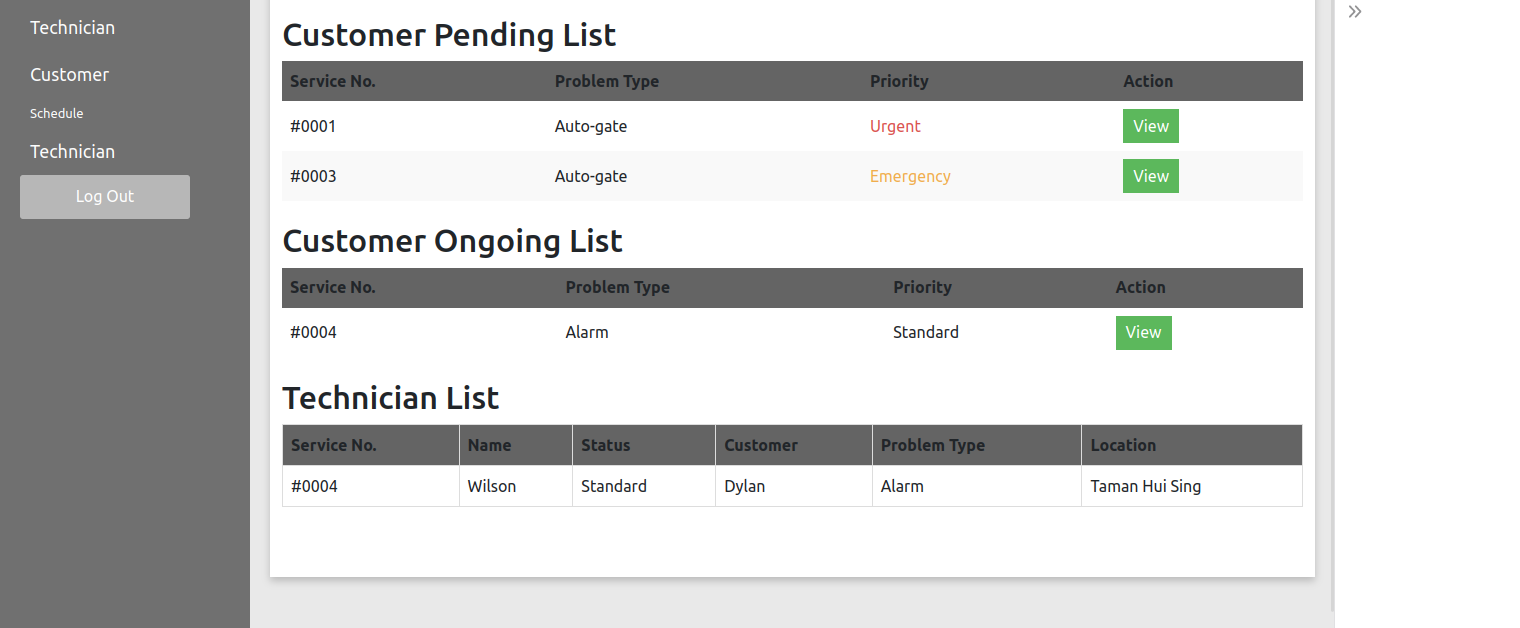 Technician
Customer
Schedule
Technician
Log Out
Customer Pending List
Service No. Problem Type Priority Action
#0001 Auto-gate Urgent View
#0003 Auto-gate Emergency View
Customer Ongoing List
Service No. Problem Type Priority Action
#0004 Alarm Standard View
Technician List
Service No. Name Status Customer Problem Type Location
#0004 Wilson Standard Dylan Alarm Taman Hui Sing